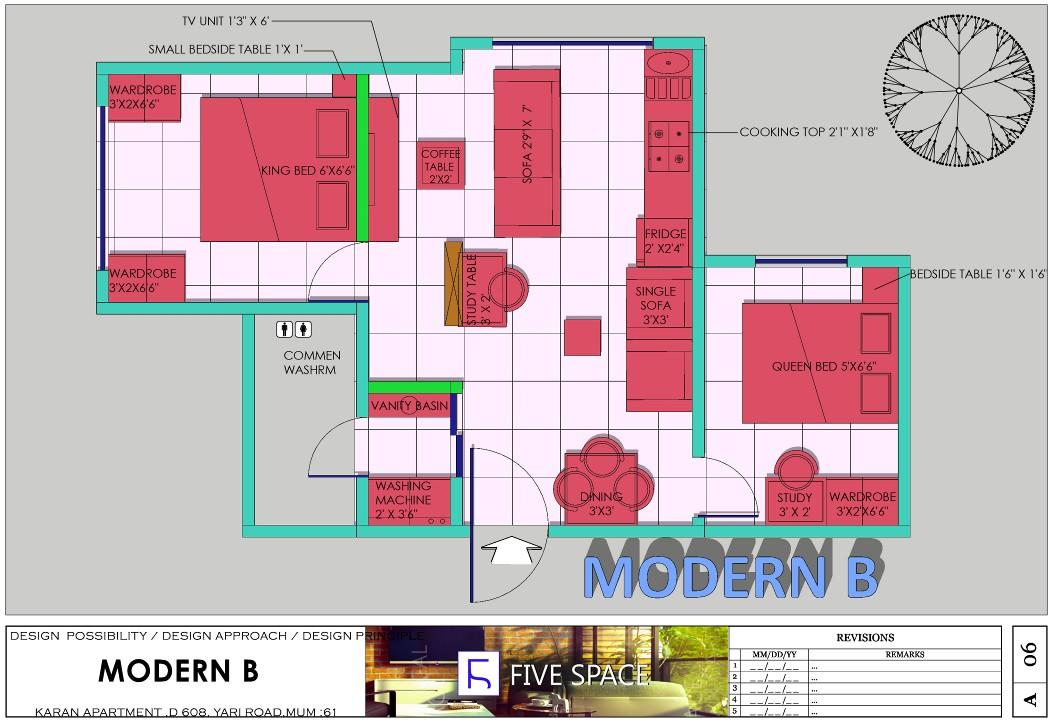 TV UNIT 1'3" X 6'
SMALL BEDSIDE TABLE 1'X 1'
WARDROBE
3'X2X6'6"
KING BED 6'X6'6"
COFFEE
TABLE
2'X2'
SOFA 2'9"X 7'
COOKING TOP 2'1" X1'8"
FRIDGE
2' X2'4"
WARDROBE
3'X2X6'6"
STUDY TABLE
3' X 2'
SINGLE
SOFA
3'X3'
BEDSIDE TABLE 1'6" X 1'6"
COMMEN
WASHRM
QUEEN BED 5'X6'6"
VANITY BASIN
WASHING
MACHINE
2' X 3'6"
DINING
3'X3'
STUDY
3' X 2'
WARDROBE
3'X2'X6'6"
MODERN B
DESIGN POSSIBILITY / DESIGN APPROACH / DESIGN PRINCIPLE
MODERN B
KARAN APARTMENT ,D 608, YARI ROAD,MUM :61
FIVE SPACE
REVISIONS
MM/DD/YY REMARKS
1 __/__/__ ...
2 __/__/__ ...
3 __/__/__ ...
4 __/__/__ ...
5 __/__/__ ...
A 06